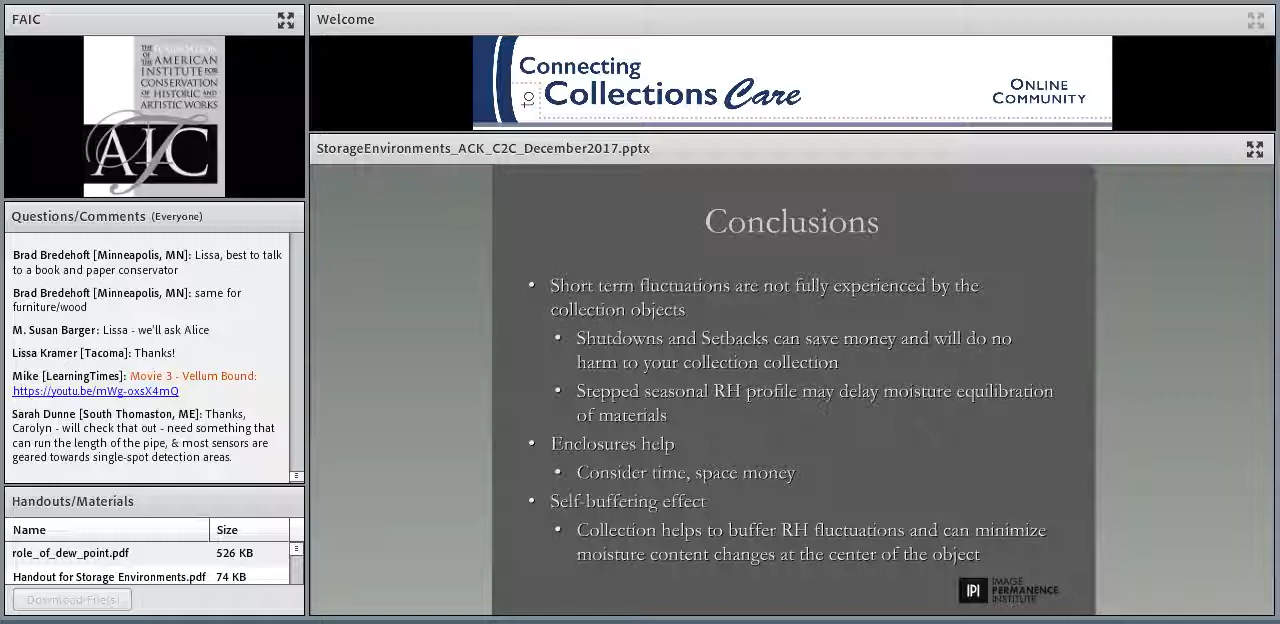 FAIC
THE FOUNDATION
OF THE AMERICAN
INSTITUTE FOR
CONSERVATION
OF HISTORIC AND
ARTISTIC WORKS
AIC
Welcome
Connecting
to Collections Care
ONLINE
COMMUNITY
Questions/Comments (Everyone)
Brad Bredehoft [Minneapolis, MN]: Lissa, best to talk
to a book and paper conservator
Brad Bredehoft [Minneapolis, MN]: same for
furniture/wood
M. Susan Barger: Lissa - we'll ask Alice
Lissa Kramer [Tacoma]: Thanks!
Mike [LearningTimes]: Movie 3 - Vellum Bound:
https://youtu.be/mWg-oxsX4mQ
Sarah Dunne [South Thomaston, ME]: Thanks,
Carolyn - will check that out - need something that
can run the length of the pipe, & most sensors are
geared towards single-spot detection areas.
Handouts/Materials
Name Size
role_of_dew_point.pdf 526 KB
Handout for Storage Environments.pdf 74 KB
Download File(s)
StorageEnvironments_ACK_C2C_December2017.pptx
Conclusions
• Short term fluctuations are not fully experienced by the
collection objects
• Shutdowns and Setbacks can save money and will do no
harm to your collection collection
• Stepped seasonal RH profile may delay moisture equilibration
of materials
• Enclosures help
• Consider time, space money
• Self-buffering effect
• Collection helps to buffer RH fluctuations and can minimize
moisture content changes at the center of the object
IPI
IMAGE
PERMANENCE
INSTITUTE